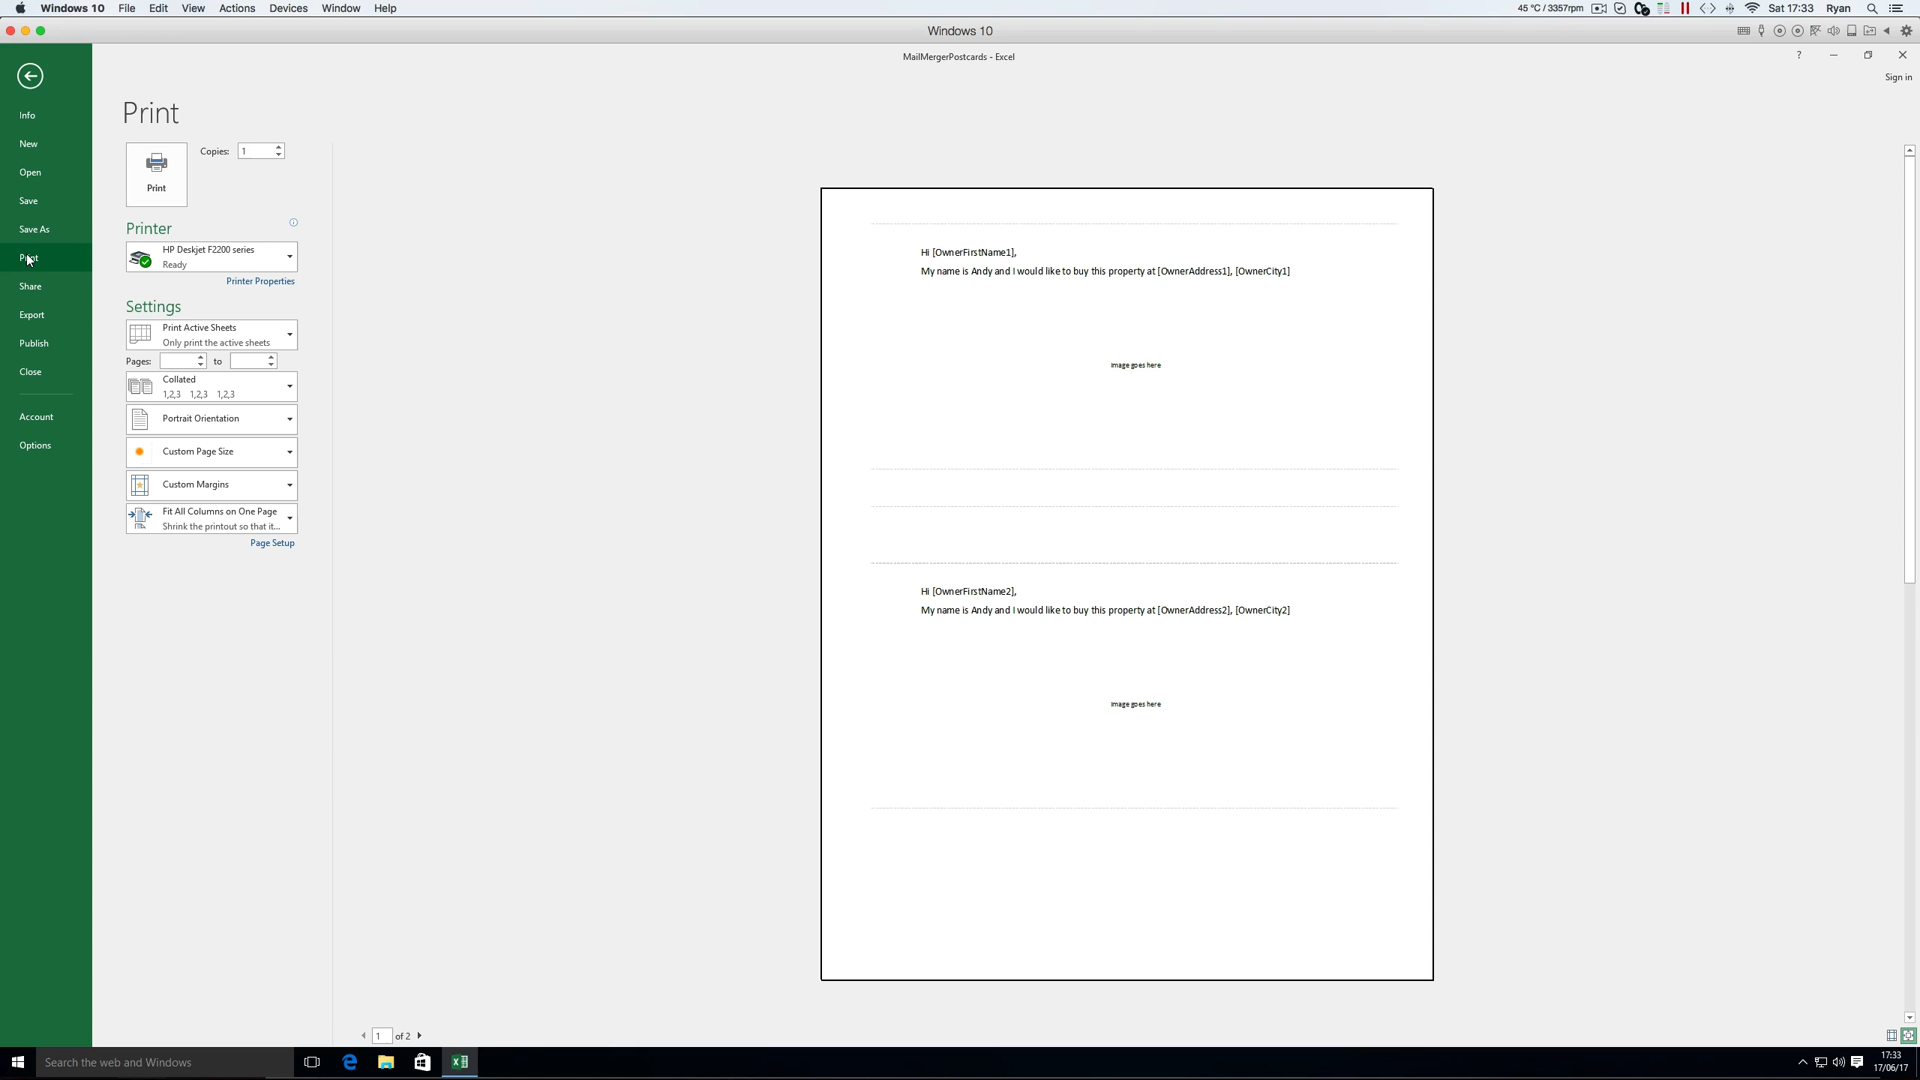 Windows 10 File Edit View Actions Devices Window Help 45 °C / 3357rpm Sat 17:33 Ryan
Windows 10
MailMergerPostcards - Excel
?
Sign in
Info
New
Open
Save
Save As
Print
Share
Export
Publish
Close
Account
Options
Print
Print
Copies: 1
Printer
HP Deskjet F2200 series
Ready
Printer Properties
Settings
Print Active Sheets
Only print the active sheets
Pages: to
Collated
1,2,3 1,2,3 1,2,3
Portrait Orientation
Custom Page Size
Custom Margins
Fit All Columns on One Page
Shrink the printout so that it...
Page Setup
Hi [OwnerFirstName1],
My name is Andy and I would like to buy this property at [OwnerAddress1], [OwnerCity1]
Image goes here
Hi [OwnerFirstName2],
My name is Andy and I would like to buy this property at [OwnerAddress2], [OwnerCity2]
Image goes here
1 of 2
Search the web and Windows
17:33
17/06/17